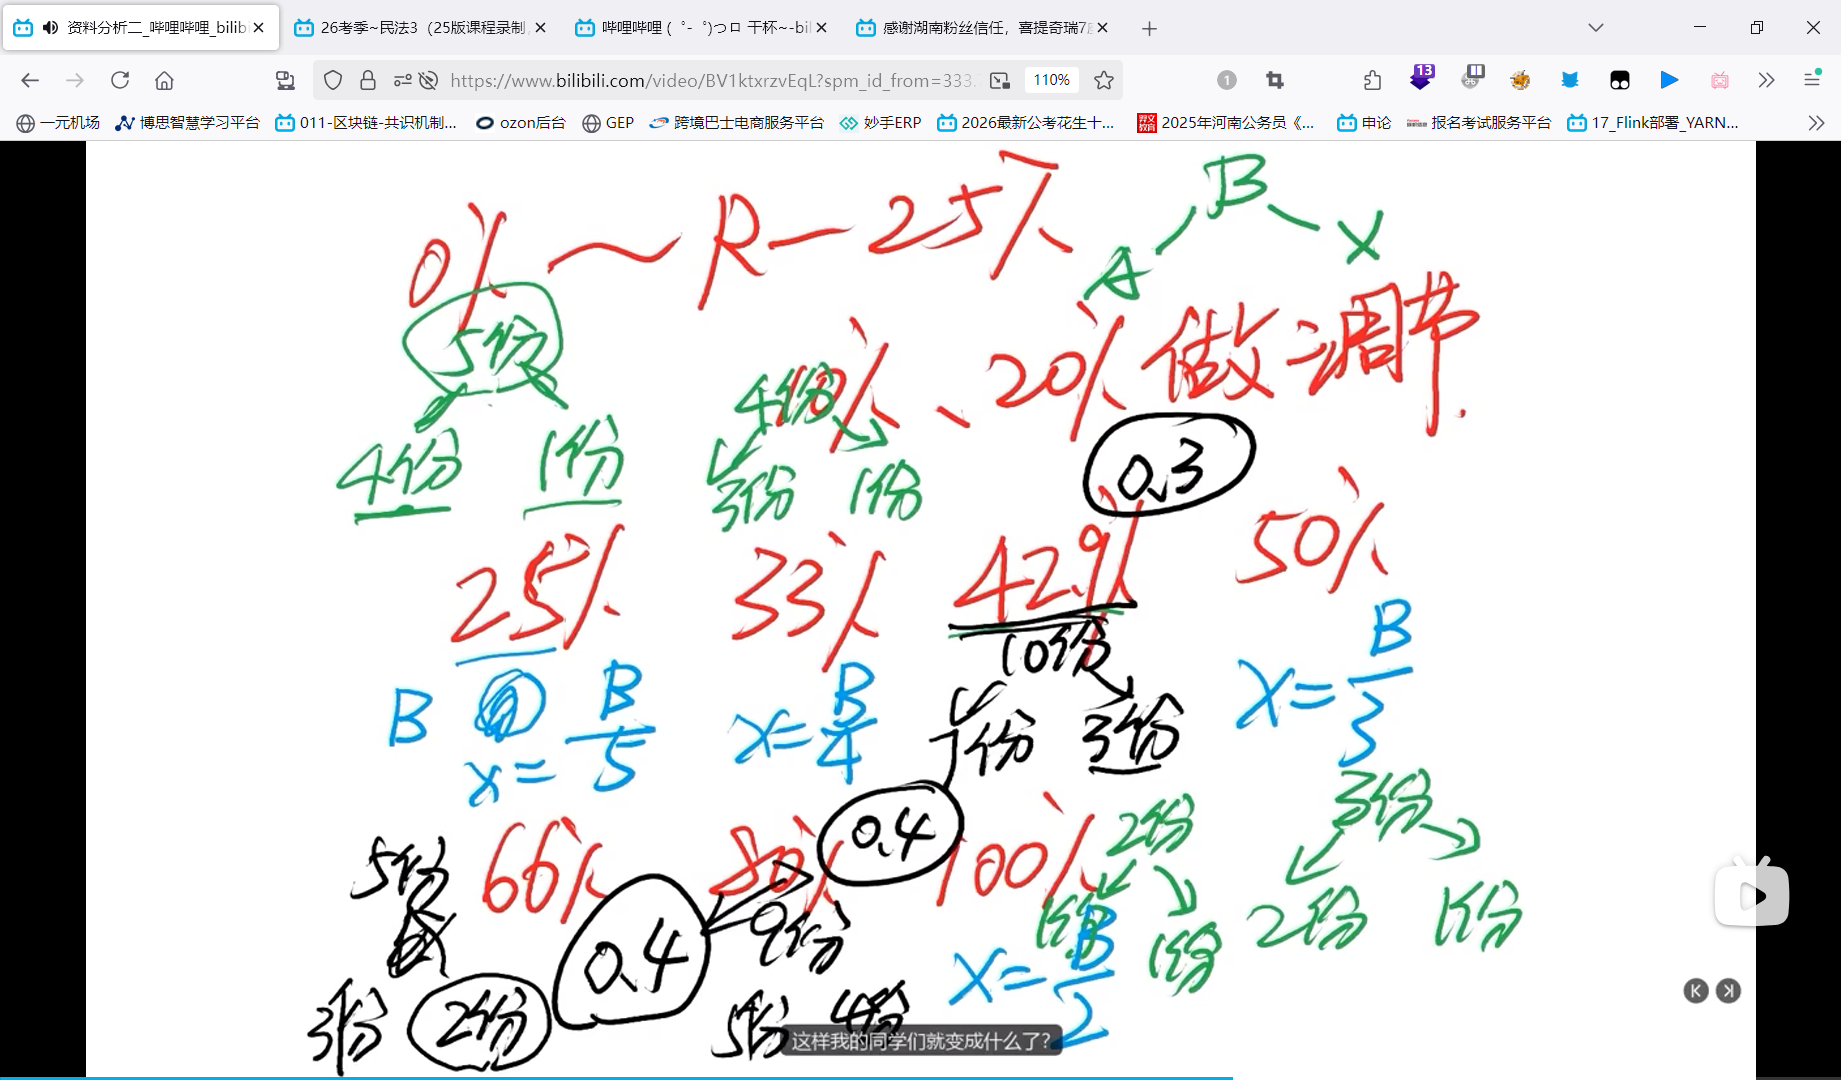 资料分析二_哔哩哔哩_bilibi
26考季~民法3（25版课程录制,
哔哩哔哩 ( ゜- ゜)つロ 干杯~-bil
感谢湖南粉丝信任，喜提奇瑞7座
https://www.bilibili.com/video/BV1ktxrzvEqL?spm_id_from=333.
110%
1
13
一元机场
博思智慧学习平台
011-区块链-共识机制...
ozon后台
GEP
跨境巴士电商服务平台
妙手ERP
2026最新公考花生十...
2025年河南公务员《...
申论
报名考试服务平台
17_Flink部署_YARN...
0% ~ R - 25%
B
A X
5份
4份 1份
4份
3份 1份
10%、20%做调节.
0.3
25% 33% 42.9% 50%
B X=B/5
X=B/4
10份
7份 3份
X=B/3
3份
2份 1份
0.4
5份 66% 80% 100% 2份
1份 1份
3份 2份
0.4
9份
5份 4份
X=B/2
这样我的同学们就变成什么了?